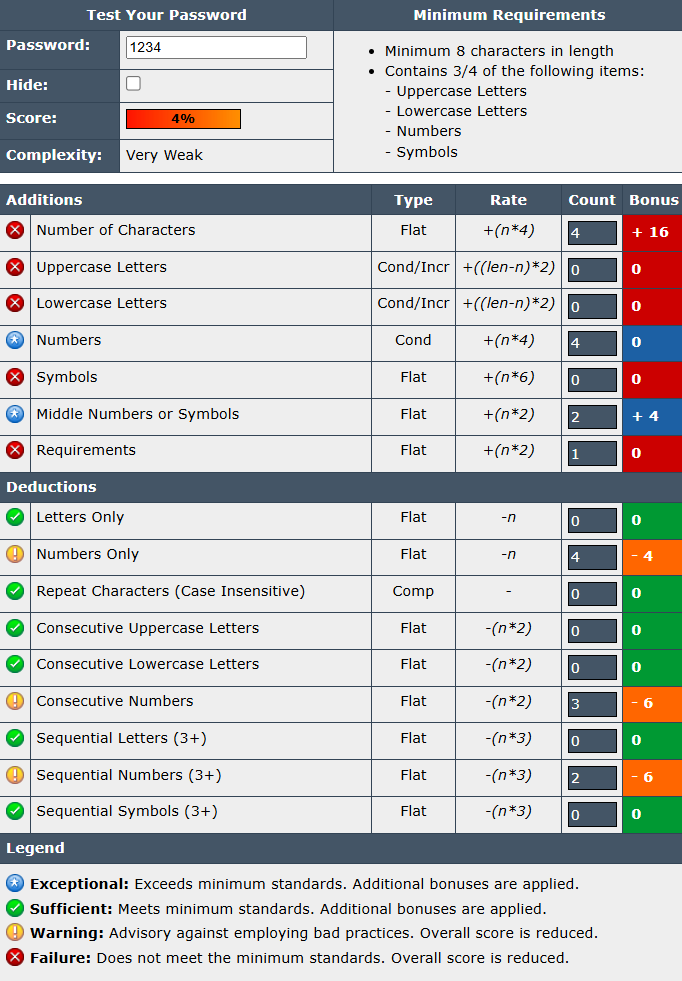 Test Your Password Minimum Requirements
Password: 1234
Hide:
Score: 4%
Complexity: Very Weak
• Minimum 8 characters in length
• Contains 3/4 of the following items:
- Uppercase Letters
- Lowercase Letters
- Numbers
- Symbols
Additions Type Rate Count Bonus
Number of Characters Flat +(n*4) 4 + 16
Uppercase Letters Cond/Incr +((len-n)*2) 0 0
Lowercase Letters Cond/Incr +((len-n)*2) 0 0
Numbers Cond +(n*4) 4 0
Symbols Flat +(n*6) 0 0
Middle Numbers or Symbols Flat +(n*2) 2 + 4
Requirements Flat +(n*2) 1 0
Deductions
Letters Only Flat -n 0 0
Numbers Only Flat -n 4 - 4
Repeat Characters (Case Insensitive) Comp - 0 0
Consecutive Uppercase Letters Flat -(n*2) 0 0
Consecutive Lowercase Letters Flat -(n*2) 0 0
Consecutive Numbers Flat -(n*2) 3 - 6
Sequential Letters (3+) Flat -(n*3) 0 0
Sequential Numbers (3+) Flat -(n*3) 2 - 6
Sequential Symbols (3+) Flat -(n*3) 0 0
Legend
Exceptional: Exceeds minimum standards. Additional bonuses are applied.
Sufficient: Meets minimum standards. Additional bonuses are applied.
Warning: Advisory against employing bad practices. Overall score is reduced.
Failure: Does not meet the minimum standards. Overall score is reduced.